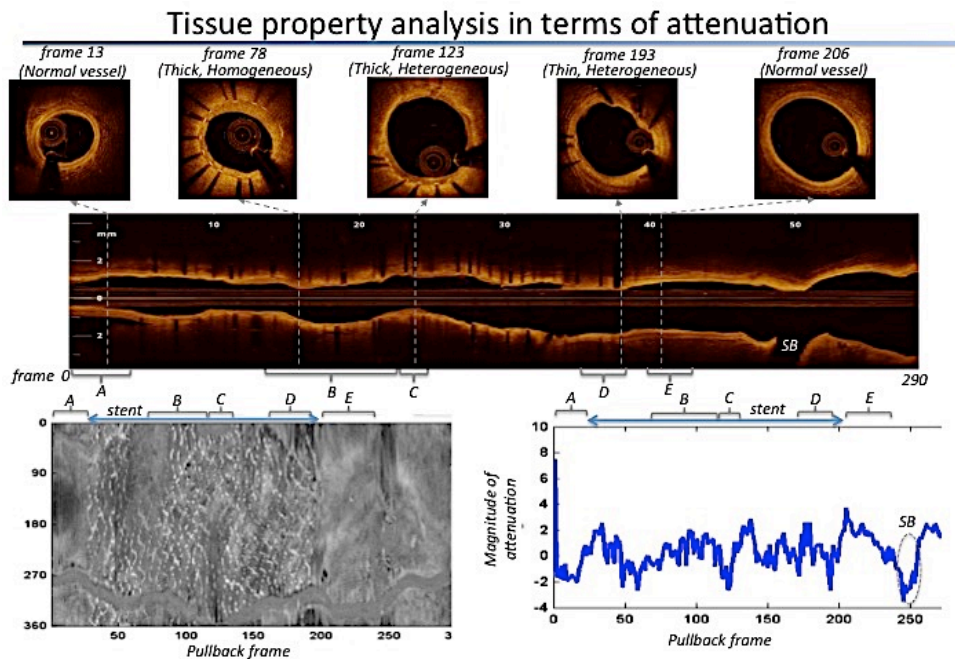 Tissue property analysis in terms of attenuation
frame 13
(Normal vessel)
frame 78
(Thick, Homogeneous)
frame 123
(Thick, Heterogeneous)
frame 193
(Thin, Heterogeneous)
frame 206
(Normal vessel)
10 20 30 40 50
mm
2
0
2
SB
frame 0 290
A B C D E
A stent B C D E
0
90
180
270
360
50 100 150 200 250 3
Pullback frame
A B C stent D E
10
8
6
4
2
0
-2
-4
Magnitude of
attenuation
SB
0 50 100 150 200 250
Pullback frame